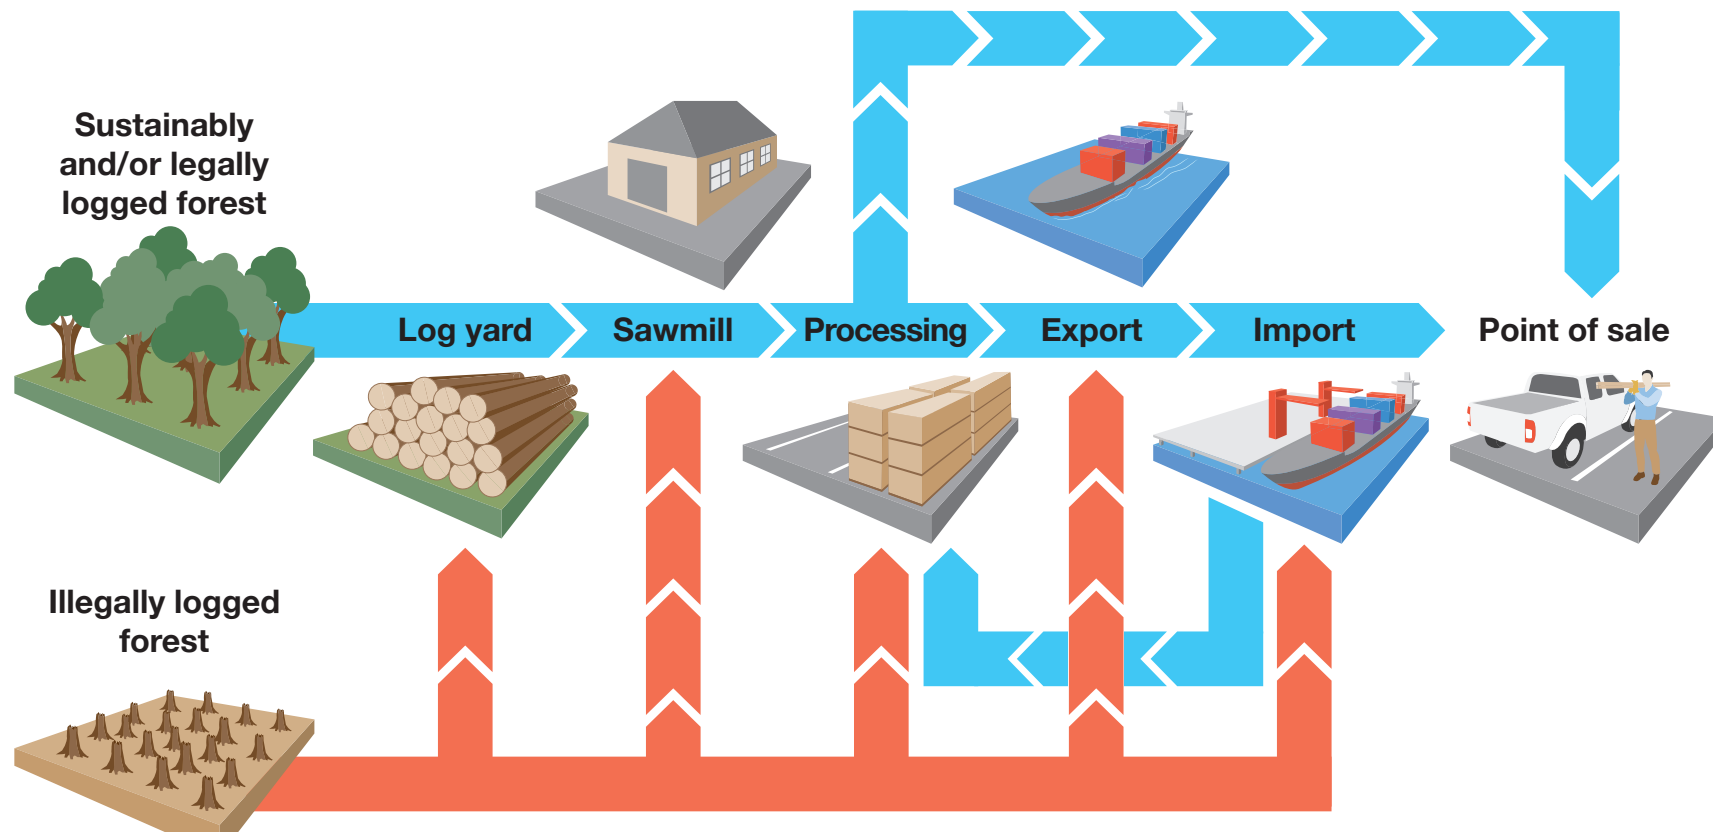 Sustainably
and/or legally
logged forest
Log yard
Sawmill
Processing
Export
Import
Point of sale
Illegally logged
forest